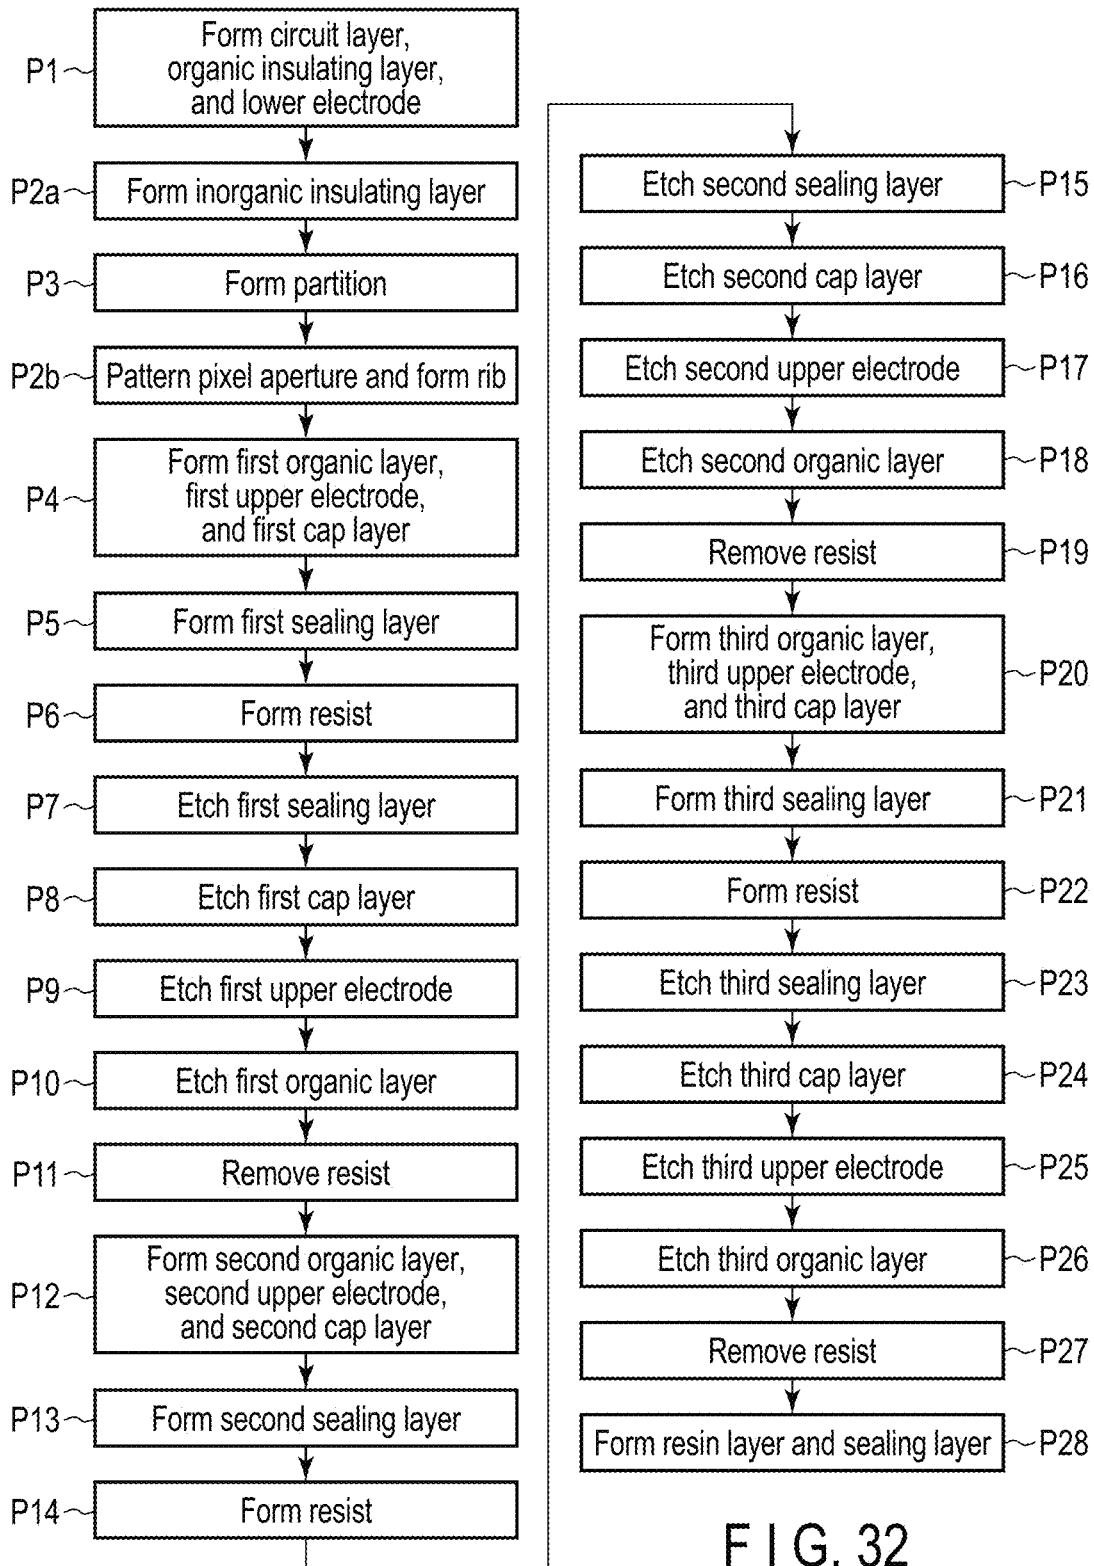 P1
Form circuit layer,
organic insulating layer,
and lower electrode
P2a
Form inorganic insulating layer
P3
Form partition
P2b
Pattern pixel aperture and form rib
P4
Form first organic layer,
first upper electrode,
and first cap layer
P5
Form first sealing layer
P6
Form resist
P7
Etch first sealing layer
P8
Etch first cap layer
P9
Etch first upper electrode
P10
Etch first organic layer
P11
Remove resist
P12
Form second organic layer,
second upper electrode,
and second cap layer
P13
Form second sealing layer
P14
Form resist
Etch second sealing layer
P15
Etch second cap layer
P16
Etch second upper electrode
P17
Etch second organic layer
P18
Remove resist
P19
Form third organic layer,
third upper electrode,
and third cap layer
P20
Form third sealing layer
P21
Form resist
P22
Etch third sealing layer
P23
Etch third cap layer
P24
Etch third upper electrode
P25
Etch third organic layer
P26
Remove resist
P27
Form resin layer and sealing layer
P28
FIG. 32